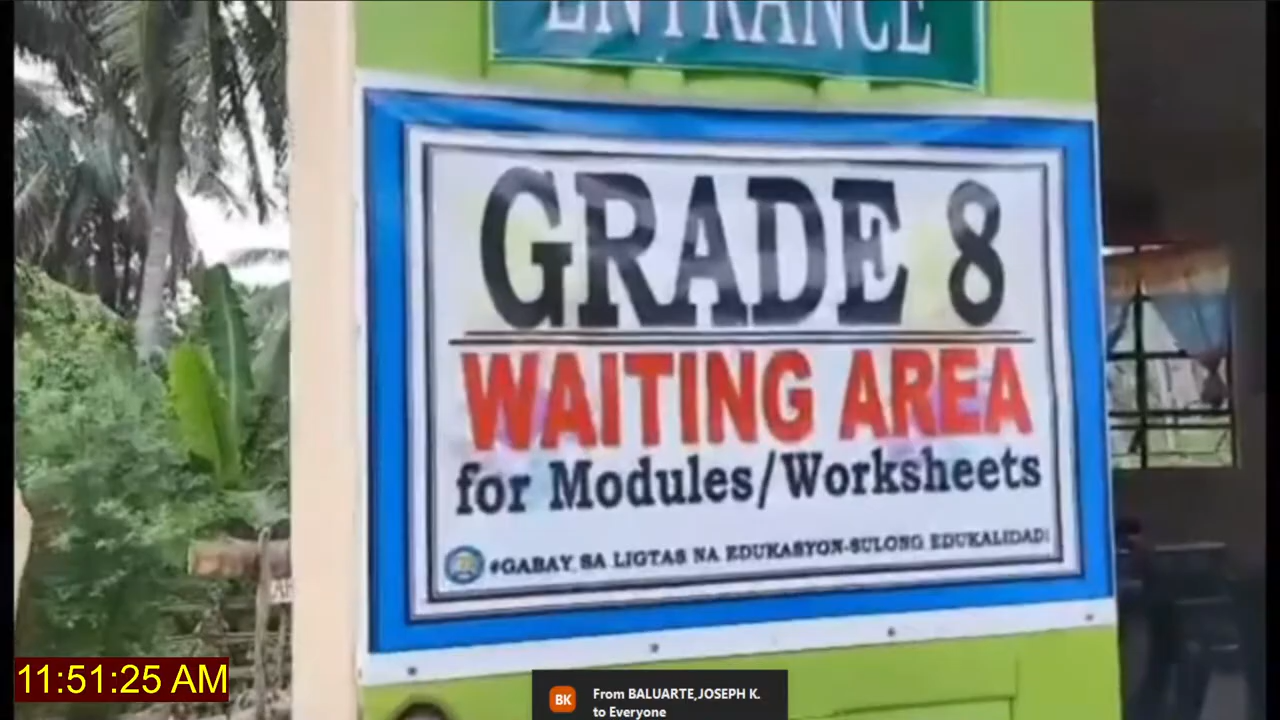 ENTRANCE
GRADE 8
WAITING AREA
for Modules/Worksheets
#GABAY SA LIGTAS NA EDUKASYON-SULONG EDUKALIDAD!
11:51:25 AM
BK
From BALUARTE,JOSEPH K.
to Everyone